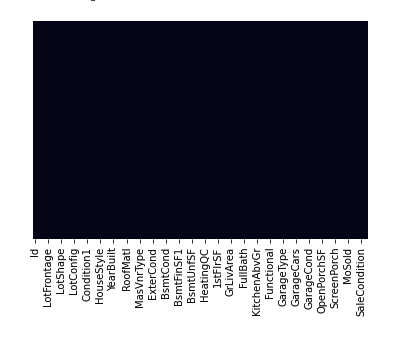 Id
LotFrontage
LotShape
LotConfig
Condition1
HouseStyle
YearBuilt
RoofMatl
MasVnrType
ExterCond
BsmtCond
BsmtFinSF1
BsmtUnfSF
HeatingQC
1stFlrSF
GrLivArea
FullBath
KitchenAbvGr
Functional
GarageType
GarageCars
GarageCond
OpenPorchSF
ScreenPorch
MoSold
SaleCondition